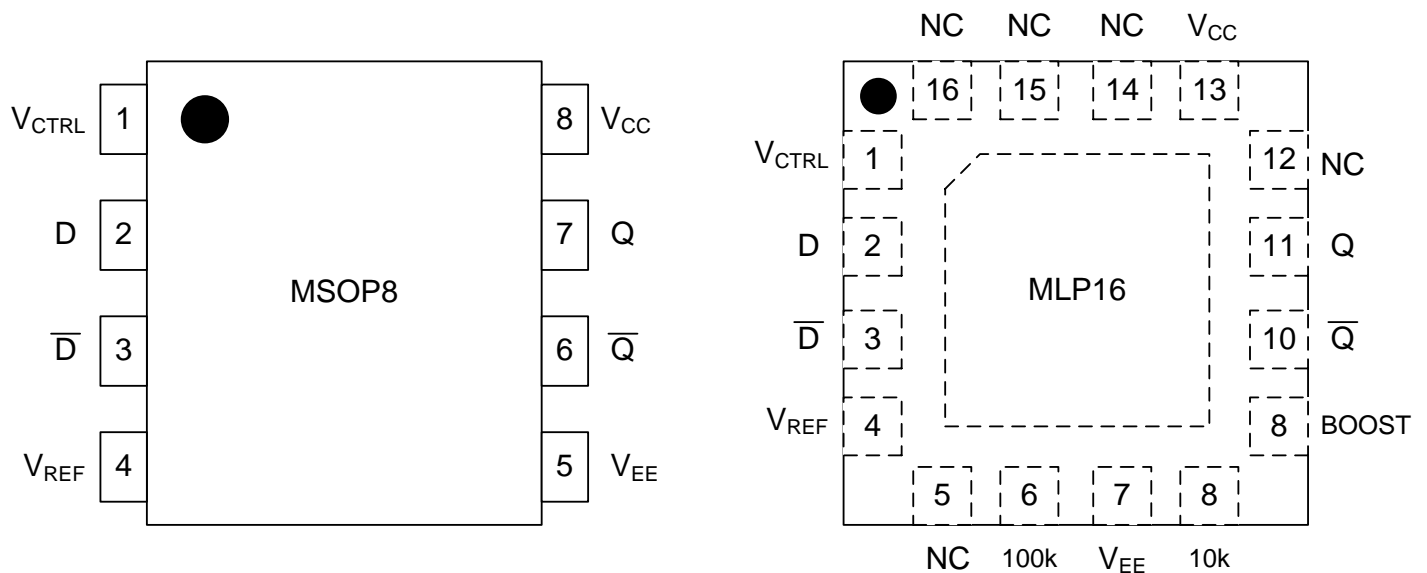 V_CTRL 1
D 2
D̅ 3
V_REF 4
MSOP8
8 V_CC
7 Q
6 Q̅
5 V_EE
NC NC NC V_CC
16 15 14 13
V_CTRL 1
D 2
D̅ 3
V_REF 4
MLP16
12 NC
11 Q
10 Q̅
8 BOOST
5 6 7 8
NC 100k V_EE 10k